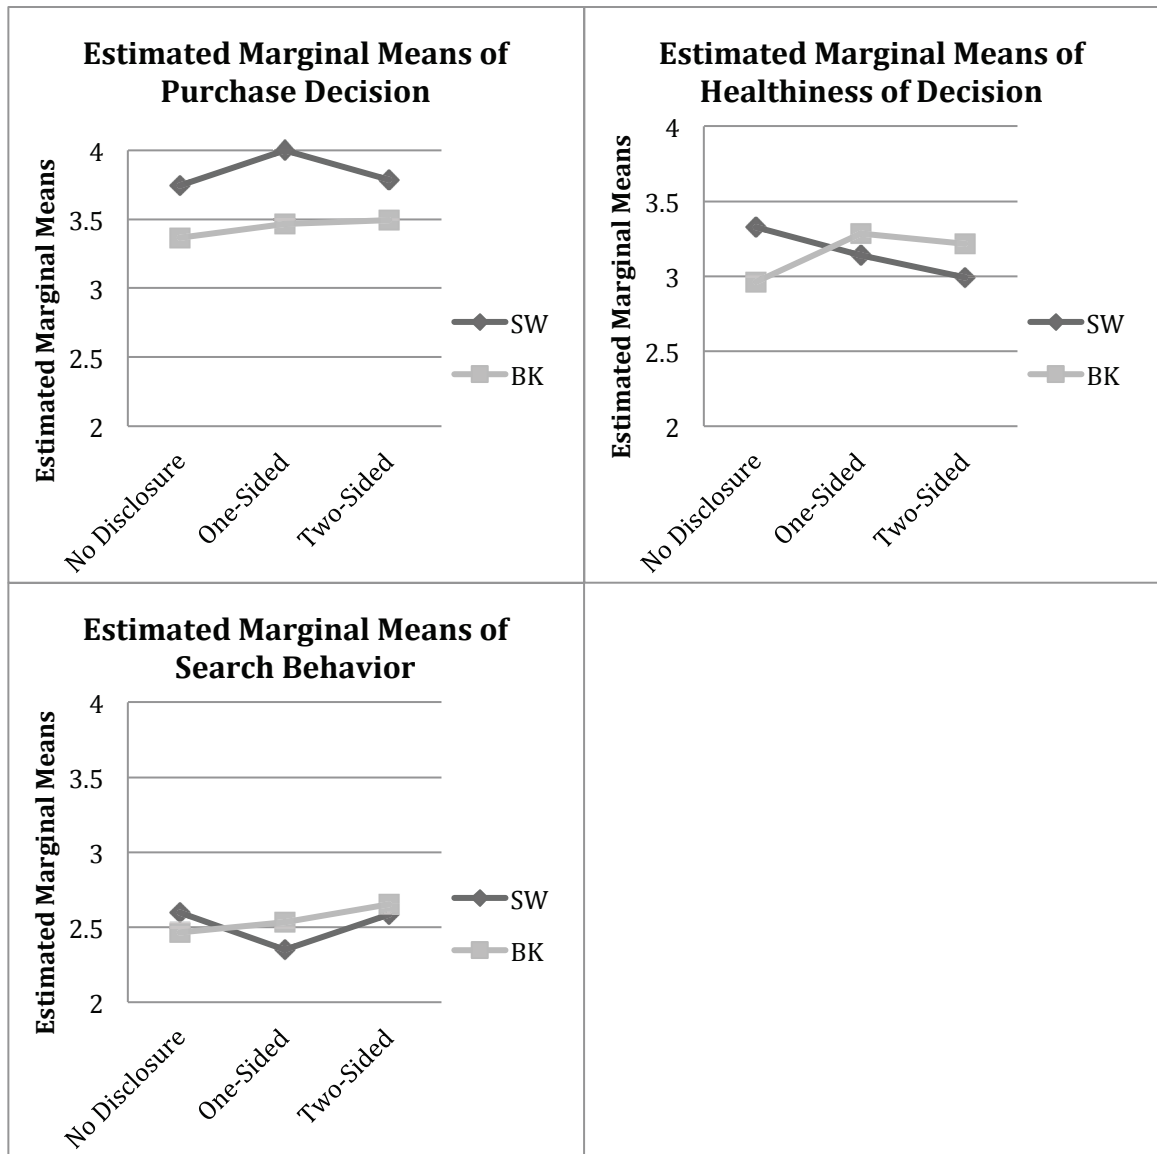 Estimated Marginal Means of
Purchase Decision
Estimated Marginal Means
4
3.5
3
2.5
2
No Disclosure
One-Sided
Two-Sided
SW
BK
Estimated Marginal Means of
Healthiness of Decision
Estimated Marginal Means
4
3.5
3
2.5
2
No Disclosure
One-Sided
Two-Sided
SW
BK
Estimated Marginal Means of
Search Behavior
Estimated Marginal Means
4
3.5
3
2.5
2
No Disclosure
One-Sided
Two-Sided
SW
BK